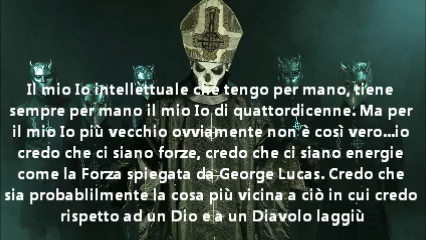 Il mio Io intellettuale che tengo per mano, tiene
sempre per mano il mio Io di quattordicenne. Ma per
il mio Io più vecchio ovviamente non è così vero...io
credo che ci siano forze, credo che ci siano energie
come la Forza spiegata da George Lucas. Credo che
sia probablilmente la cosa più vicina a ciò in cui credo
rispetto ad un Dio e a un Diavolo laggiù